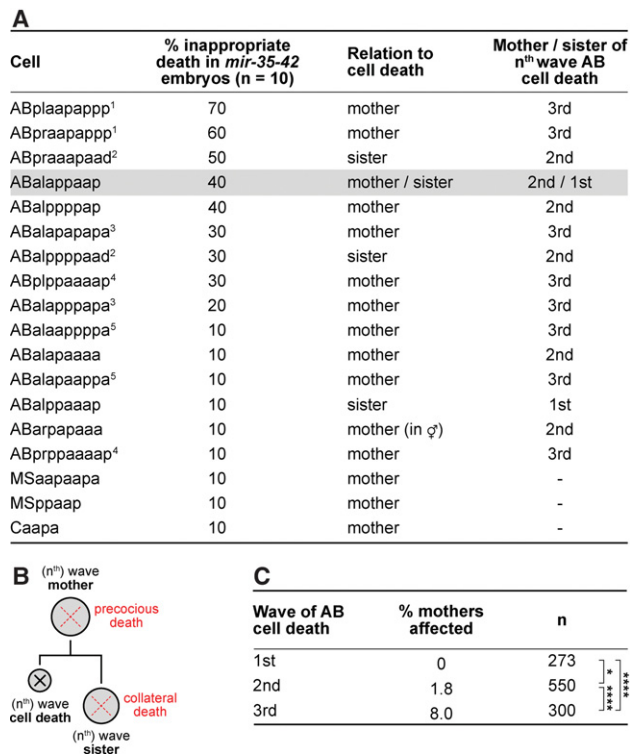 A
Cell
% inappropriate death in mir-35-42 embryos (n = 10)
Relation to cell death
Mother / sister of nth wave AB cell death
ABplaapappp1 70 mother 3rd
ABpraapappp1 60 mother 3rd
ABpraaapaad2 50 sister 2nd
ABalappaap 40 mother / sister 2nd / 1st
ABalppppap 40 mother 2nd
ABalapapapa3 30 mother 3rd
ABalppppaad2 30 sister 2nd
ABplppaaaap4 30 mother 3rd
ABalapppapa3 20 mother 3rd
ABalaappppa5 10 mother 3rd
ABalapaaaa 10 mother 2nd
ABalapaappa5 10 mother 3rd
ABalppaaap 10 sister 1st
ABarpapaaa 10 mother (in ⚥) 2nd
ABprppaaaap4 10 mother 3rd
MSaapaapa 10 mother -
MSppaap 10 mother -
Caapa 10 mother -
B
(nth) wave
mother
precocious
death
(nth) wave
cell death
collateral
death
(nth) wave
sister
C
Wave of AB cell death
% mothers affected
n
1st 0 273
2nd 1.8 550
3rd 8.0 300
*
****
****